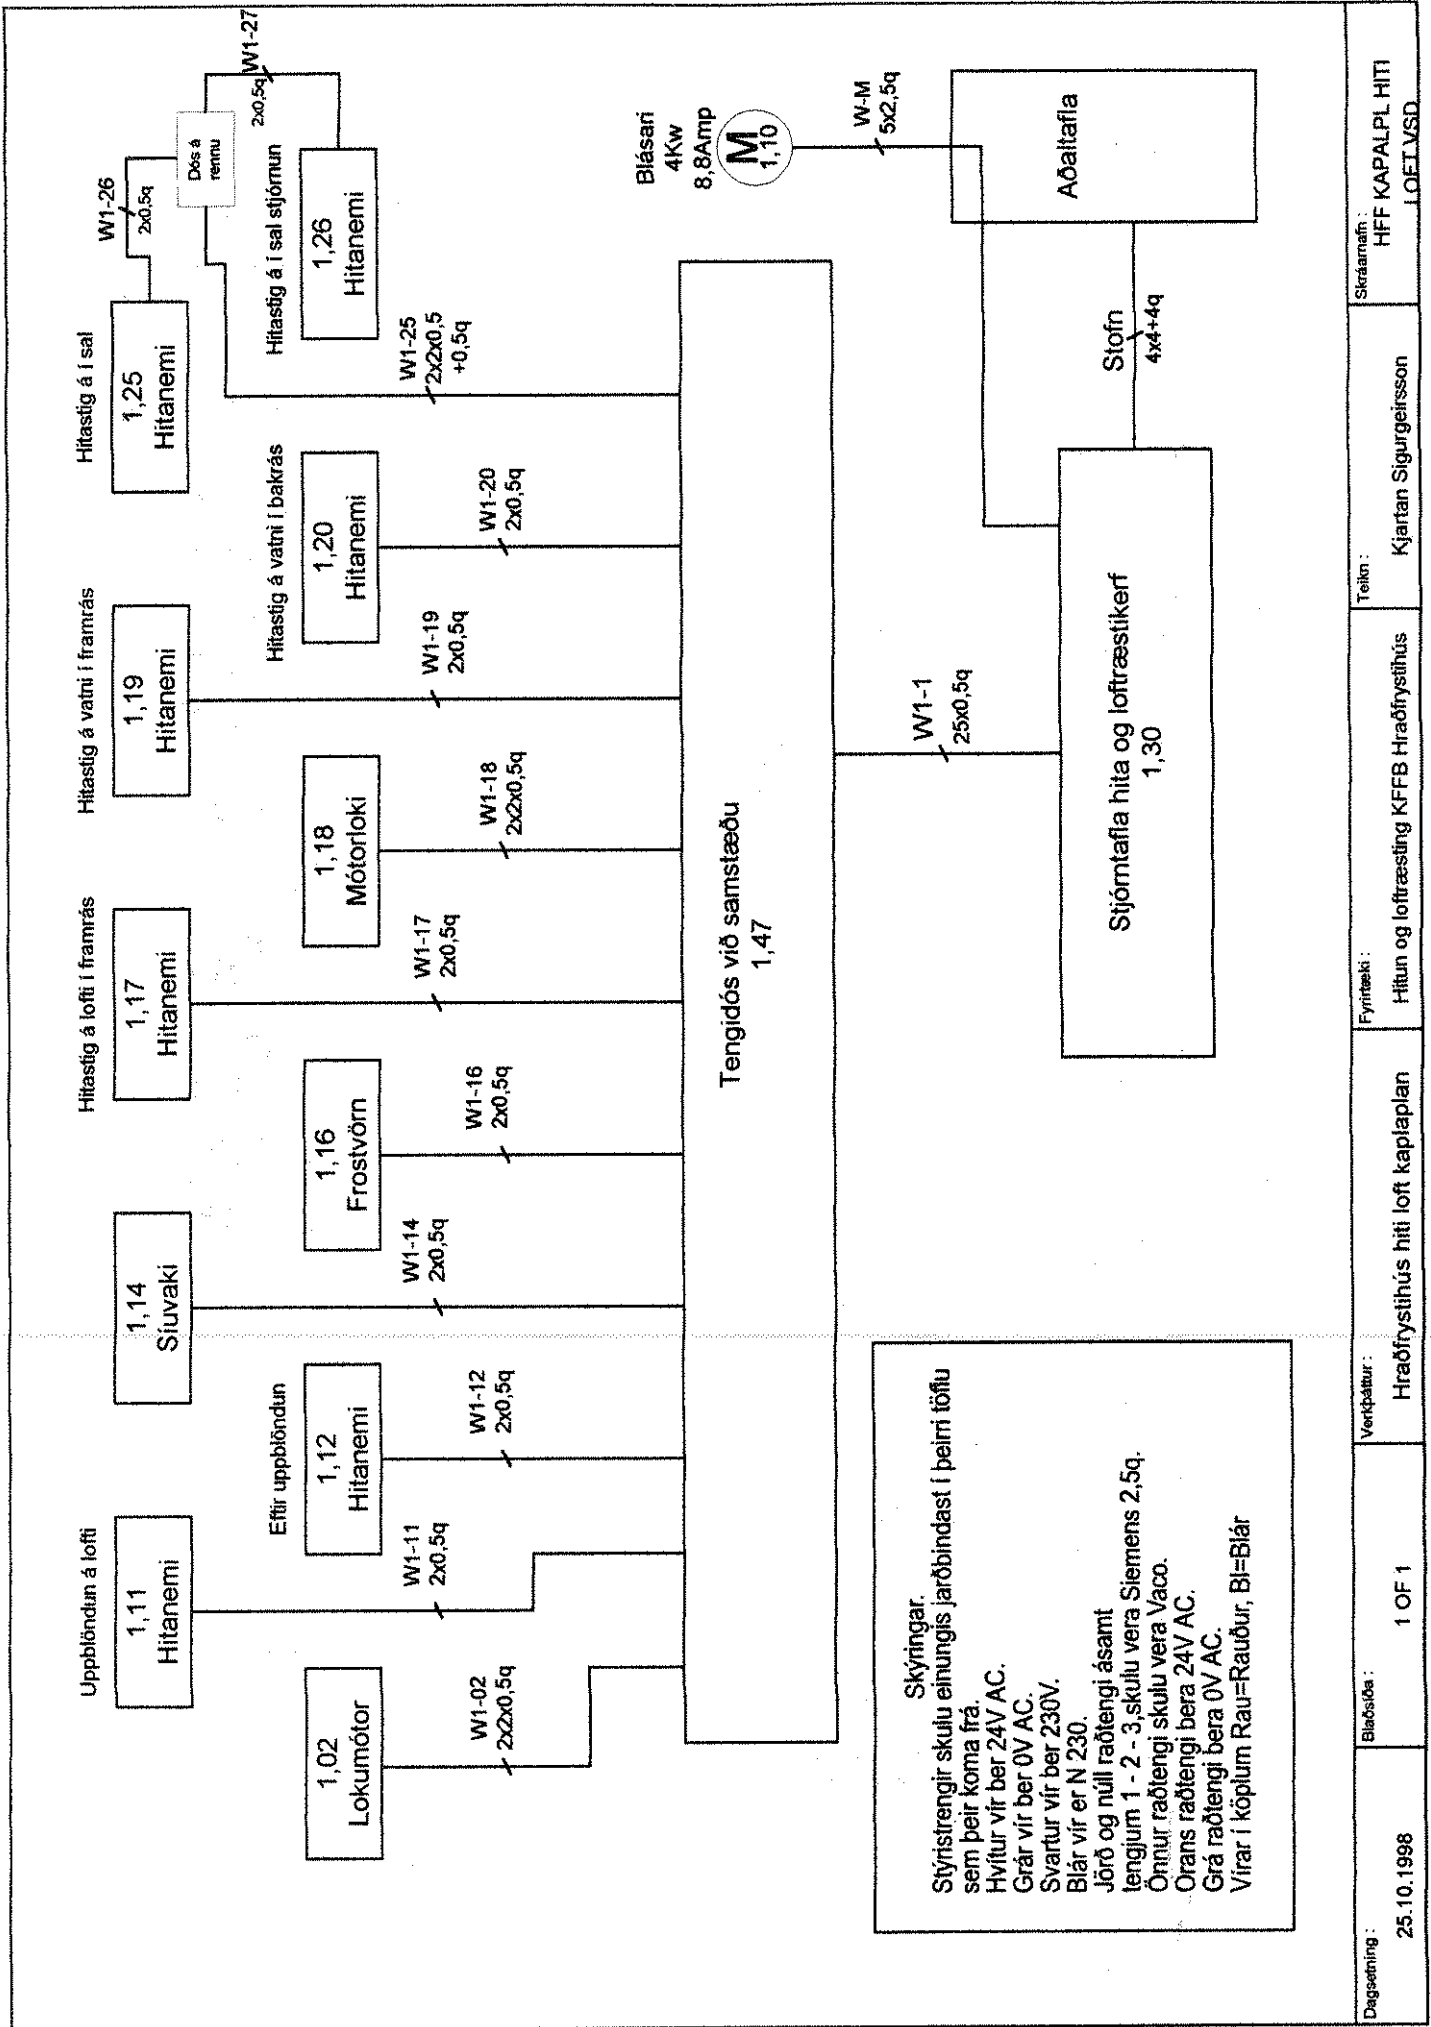 Uppblöndun á lofti
1,11
Hitanemi
W1-11
2x0,5q
1,02
Lokumótor
W1-02
2x2x0,5q
Eftir uppblöndun
1,12
Hitanemi
W1-12
2x0,5q
1,14
Síuvaki
W1-14
2x0,5q
1,16
Frostvörn
W1-16
2x0,5q
Hitastig á lofti í framrás
1,17
Hitanemi
W1-17
2x0,5q
1,18
Mótorloki
W1-18
2x2x0,5q
Hitastig á vatni í framrás
1,19
Hitanemi
W1-19
2x0,5q
Hitastig á vatni í bakrás
1,20
Hitanemi
W1-20
2x0,5q
Hitastig á í sal
1,25
Hitanemi
W1-25
2x2x0,5
+0,5q
W1-26
2x0,5q
Dós á
rennu
W1-27
2x0,5q
Hitastig á í sal stjórnun
1,26
Hitanemi
Tengidós við samstæðu
1,47
Blásari
4Kw
8,8Amp
M
1,10
W-M
5x2,5q
Aðaltafla
Stofn
4x4+4q
W1-1
25x0,5q
Stjórntafla hita og loftræstikerf
1,30
Skýringar.
Stýristrengir skulu einungis jarðbindast í þeirri töflu
sem þeir koma frá.
Hvítur vír ber 24V AC.
Grár vír ber 0V AC.
Svartur vír ber 230V.
Blár vír er N 230.
Jörð og núll raðtengi ásamt
tengjum 1 - 2 - 3,skulu vera Siemens 2,5q.
Önnur raðtengi skulu vera Vaco.
Orans raðtengi bera 24V AC.
Grá raðtengi bera 0V AC.
Vírar í köplum Rau=Rauður, Bl=Blár
Dagsetning :
25.10.1998
Blaðsíða :
1 OF 1
Verkþáttur :
Hraðfrystihús hiti loft kaplaplan
Fyrirtæki :
Hitun og loftræsting KFFB Hraðfrystihús
Teikn :
Kjartan Sigurgeirsson
Skráarnafn :
HFF KAPALPL HITI
LOFT.VSD